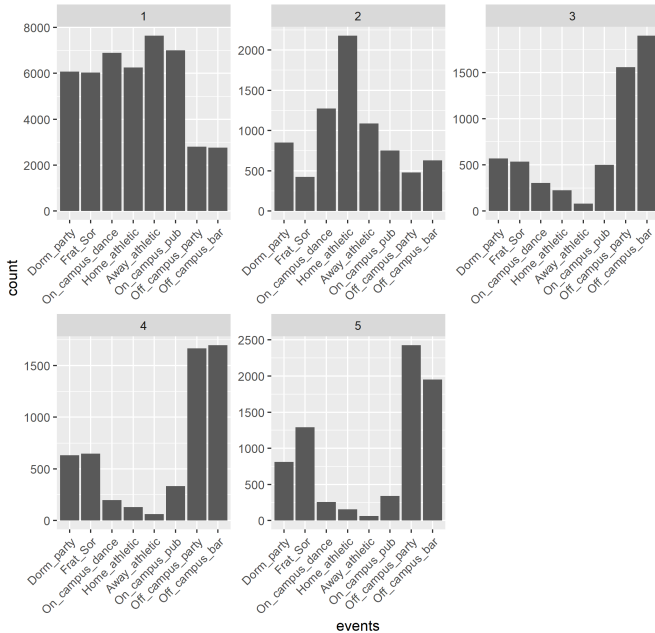 1
8000
6000
4000
2000
0
Dorm_party
Frat_Sor
On_campus_dance
Home_athletic
Away_athletic
On_campus_pub
Off_campus_party
Off_campus_bar
2
2000
1500
1000
500
0
Dorm_party
Frat_Sor
On_campus_dance
Home_athletic
Away_athletic
On_campus_pub
Off_campus_party
Off_campus_bar
3
1500
1000
500
0
Dorm_party
Frat_Sor
On_campus_dance
Home_athletic
Away_athletic
On_campus_pub
Off_campus_party
Off_campus_bar
count
4
1500
1000
500
0
Dorm_party
Frat_Sor
On_campus_dance
Home_athletic
Away_athletic
On_campus_pub
Off_campus_party
Off_campus_bar
5
2500
2000
1500
1000
500
0
Dorm_party
Frat_Sor
On_campus_dance
Home_athletic
Away_athletic
On_campus_pub
Off_campus_party
Off_campus_bar
events